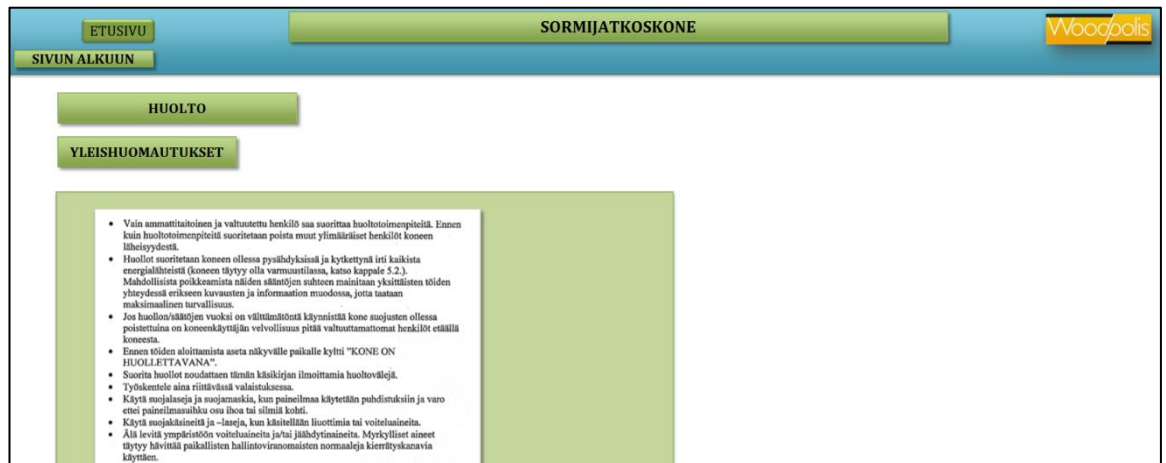 ETUSIVU
SORMIJATKOSKONE
Woodpolis
SIVUN ALKUUN
HUOLTO
YLEISHUOMAUTUKSET
• Vain ammattitaitoinen ja valtuutettu henkilö saa suorittaa huoltotoimenpiteitä. Ennen
kuin huoltotoimenpiteitä suoritetaan poista muut ylimääräiset henkilöt koneen
läheisyydestä.
• Huollot suoritetaan koneen ollessa pysähdyksissä ja kytkettynä irti kaikista
energialähteistä (koneen täytyy olla varmuustilassa, katso kappale 5.2.).
Mahdollisista poikkeamista näiden sääntöjen suhteen mainitaan yksittäisten töiden
yhteydessä erikseen kuvausten ja informaation muodossa, jotta taataan
maksimaalinen turvallisuus.
• Jos huollon/säätöjen vuoksi on välttämätöntä käynnistää kone suojusten ollessa
poistettuina on koneenkäyttäjän velvollisuus pitää valtuuttamattomat henkilöt etäällä
koneesta.
• Ennen töiden aloittamista aseta näkyvälle paikalle kyltti "KONE ON
HUOLLETTAVANA".
• Suorita huollot noudattaen tämän käsikirjan ilmoittamia huoltovälejä.
• Työskentele aina riittävässä valaistuksessa.
• Käytä suojalaseja ja suojamaskia, kun paineilmaa käytetään puhdistuksiin ja varo
ettei paineilmasuihku osu ihoa tai silmiä kohti.
• Käytä suojakäsineitä ja –laseja, kun käsitellään liuottimia tai voiteluaineita.
• Älä levitä ympäristöön voiteluaineita ja/tai jäähdytinaineita. Myrkylliset aineet
täytyy hävittää paikallisten hallintoviranomaisten normaaleja kierrätyskanavia
käyttäen.